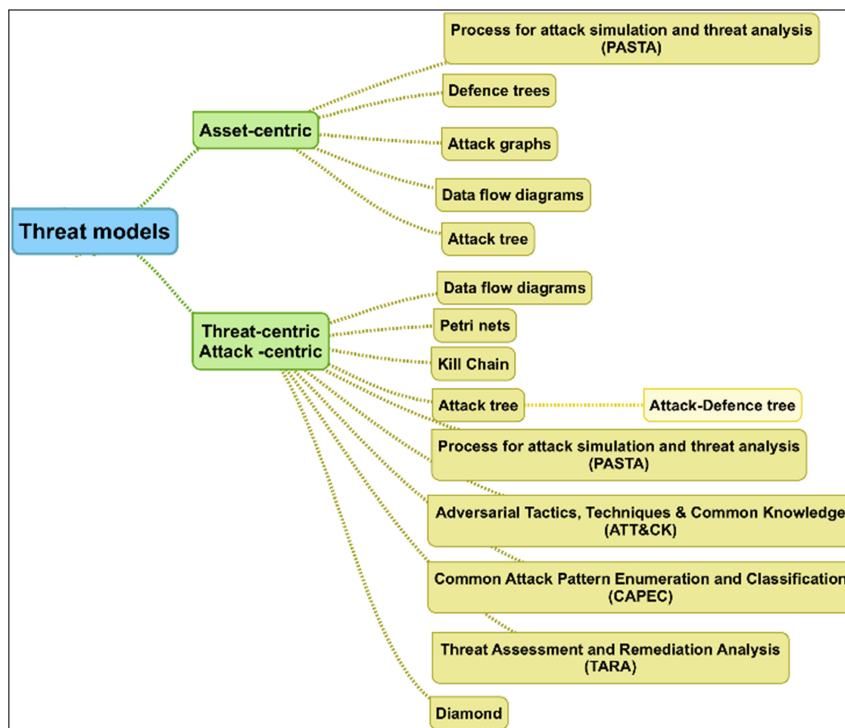 Process for attack simulation and threat analysis
(PASTA)
Defence trees
Asset-centric
Attack graphs
Data flow diagrams
Threat models
Attack tree
Data flow diagrams
Threat-centric
Attack -centric
Petri nets
Kill Chain
Attack tree
Attack-Defence tree
Process for attack simulation and threat analysis
(PASTA)
Adversarial Tactics, Techniques & Common Knowledge
(ATT&CK)
Common Attack Pattern Enumeration and Classification
(CAPEC)
Threat Assessment and Remediation Analysis
(TARA)
Diamond